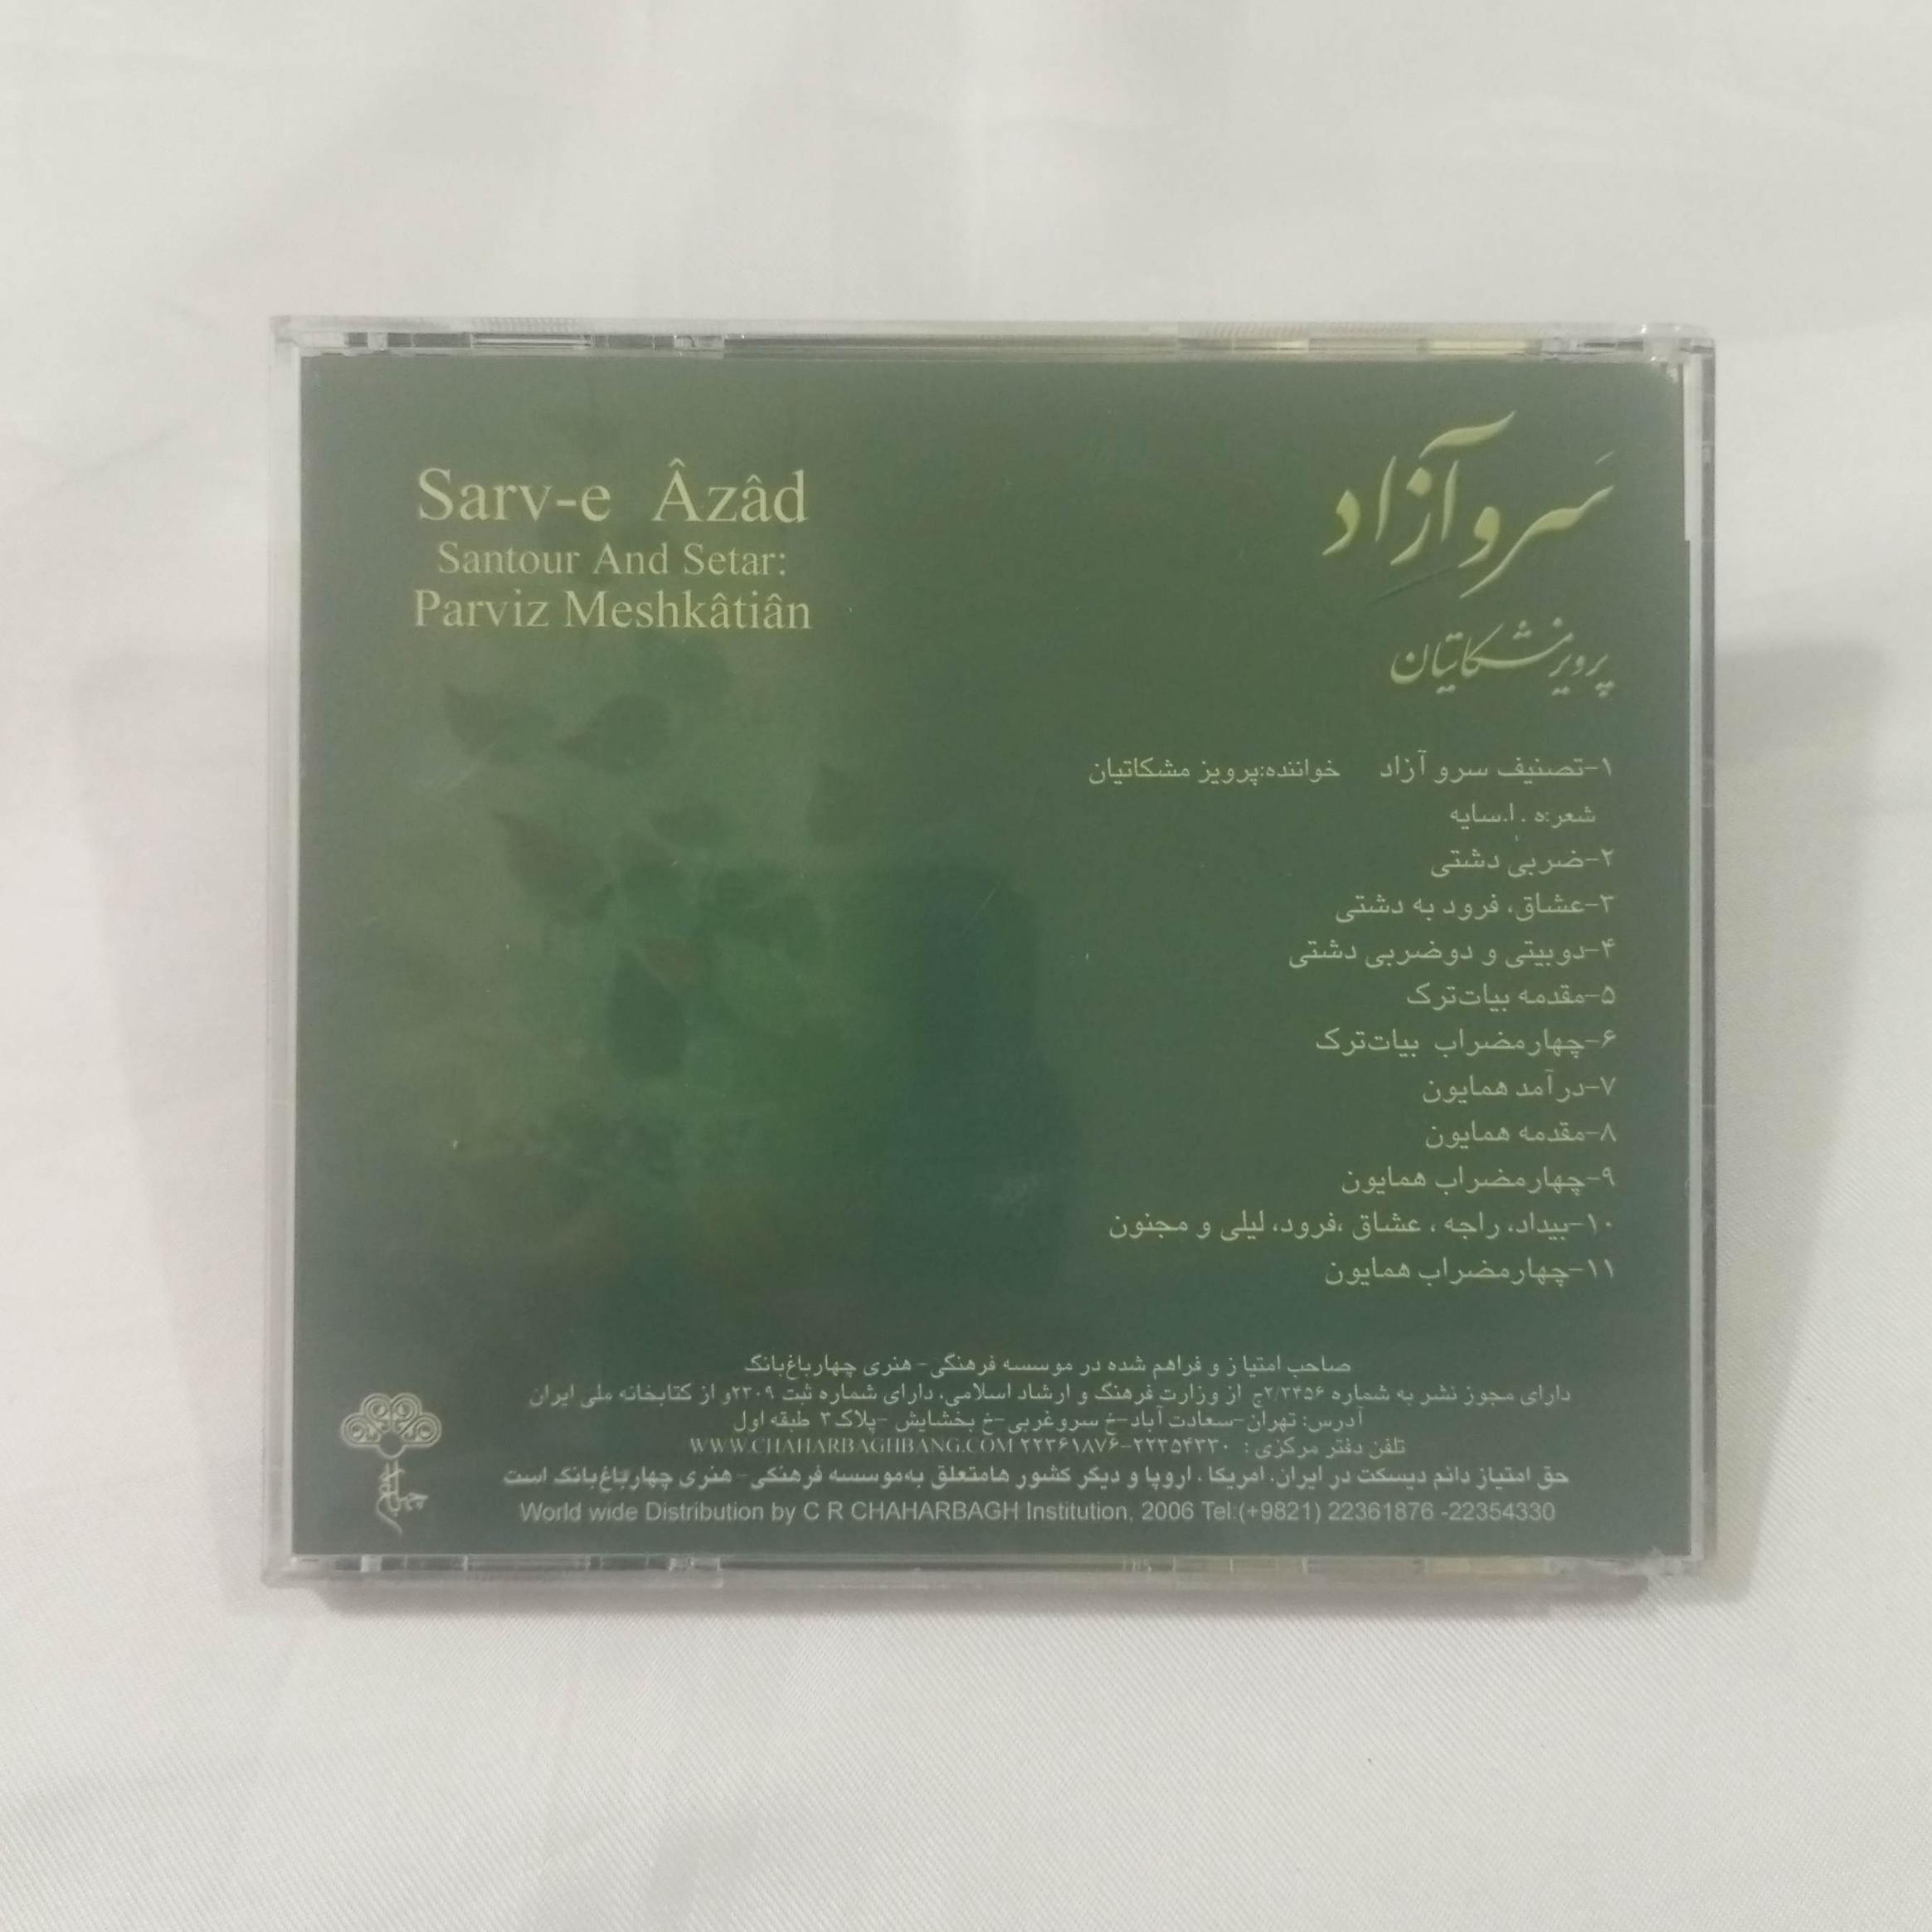 Sarv-e Âzâd
Santour And Setar:
Parviz Meshkâtiân
سَرو آزاد
پرویز مشکاتیان
۱-تصنیف سرو آزاد خواننده:پرویز مشکاتیان
شعر:ه . ا.سایه
۲-ضربی دشتی
۳-عشاق، فرود به دشتی
۴-دوبیتی و دوضربی دشتی
۵-مقدمه بیات‌ترک
۶-چهارمضراب بیات‌ترک
۷-درآمد همایون
۸-مقدمه همایون
۹-چهارمضراب همایون
۱۰-بیداد، راجه ، عشاق ،فرود، لیلی و مجنون
۱۱-چهارمضراب همایون
صاحب امتیاز و فراهم شده در موسسه فرهنگی- هنری چهارباغ‌بانگ
دارای مجوز نشر به شماره ۲/۳۴۵۶ج از وزارت فرهنگ و ارشاد اسلامی، دارای شماره ثبت ۲۳۰۹و از کتابخانه ملی ایران
آدرس: تهران-سعادت آباد-خ سروغربی-خ بخشایش -پلاک۳ طبقه اول
تلفن دفتر مرکزی : ۲۲۳۵۴۳۳۰-۲۲۳۶۱۸۷۶ WWW.CHAHARBAGHBANG.COM
حق امتیاز دائم دیسکت در ایران، امریکا ، اروپا و دیگر کشور هامتعلق به‌موسسه فرهنگی- هنری چهارباغ‌بانگ است
World wide Distribution by C R CHAHARBAGH Institution, 2006 Tel:(+9821) 22361876 -22354330